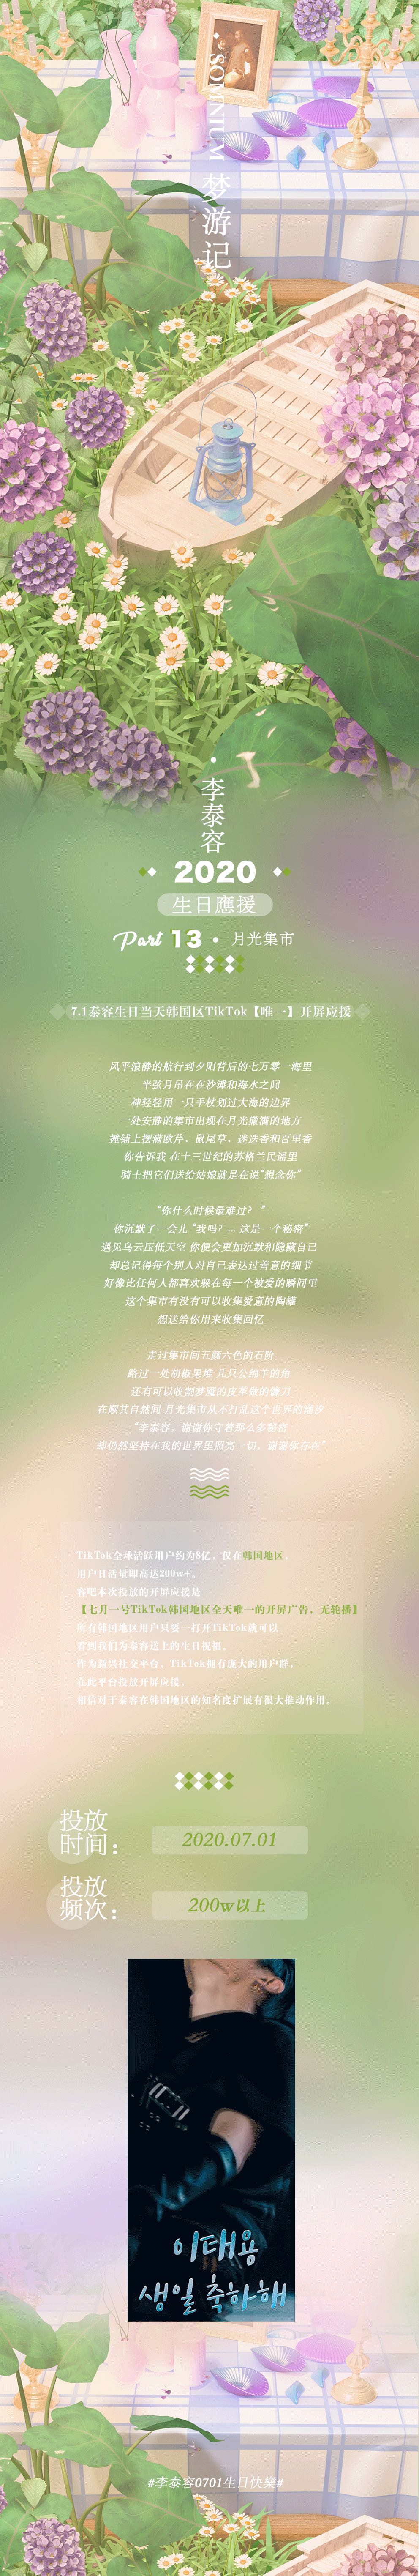 SOMNIUM 梦游记
李泰容
2020
生日應援
Part 13 · 月光集市
7.1泰容生日当天韩国区TikTok【唯一】开屏应援
风平浪静的航行到夕阳背后的七万零一海里
半弦月吊在在沙滩和海水之间
神轻轻用一只手杖划过大海的边界
一处安静的集市出现在月光撒满的地方
摊铺上摆满欧芹、鼠尾草、迷迭香和百里香
你告诉我 在十三世纪的苏格兰民谣里
骑士把它们送给姑娘就是在说“想念你”
“你什么时候最难过？ ”
你沉默了一会儿 “我吗？... 这是一个秘密”
遇见乌云压低天空 你便会更加沉默和隐藏自己
却总记得每个别人对自己表达过善意的细节
好像比任何人都喜欢躲在每一个被爱的瞬间里
这个集市有没有可以收集爱意的陶罐
想送给你用来收集回忆
走过集市间五颜六色的石阶
路过一处胡椒果堆 几只公绵羊的角
还有可以收割梦魇的皮革做的镰刀
在顺其自然间 月光集市从不打乱这个世界的潮汐
“李泰容，谢谢你守着那么多秘密
却仍然坚持在我的世界里照亮一切，谢谢你存在”
TikTok全球活跃用户约为8亿，仅在韩国地区，
用户日活量即高达200w+。
容吧本次投放的开屏应援是
【七月一号TikTok韩国地区全天唯一的开屏广告，无轮播】
所有韩国地区用户只要一打开TikTok就可以
看到我们为泰容送上的生日祝福。
作为新兴社交平台，TikTok拥有庞大的用户群，
在此平台投放开屏应援，
相信对于泰容在韩国地区的知名度扩展有很大推动作用。
投放
时间：
2020.07.01
投放
频次：
200w以上
이태용
생일 축하해
#李泰容0701生日快樂#